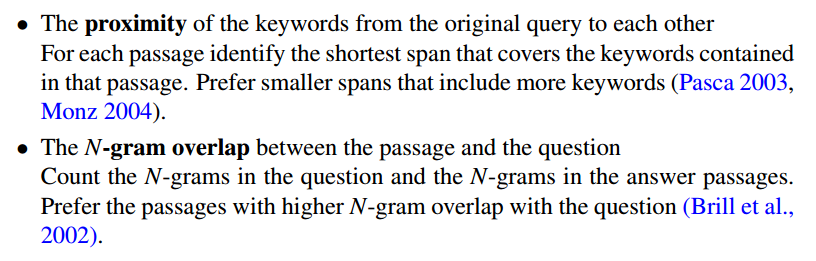 • The proximity of the keywords from the original query to each other
For each passage identify the shortest span that covers the keywords contained
in that passage. Prefer smaller spans that include more keywords (Pasca 2003,
Monz 2004).
• The N-gram overlap between the passage and the question
Count the N-grams in the question and the N-grams in the answer passages.
Prefer the passages with higher N-gram overlap with the question (Brill et al.,
2002).